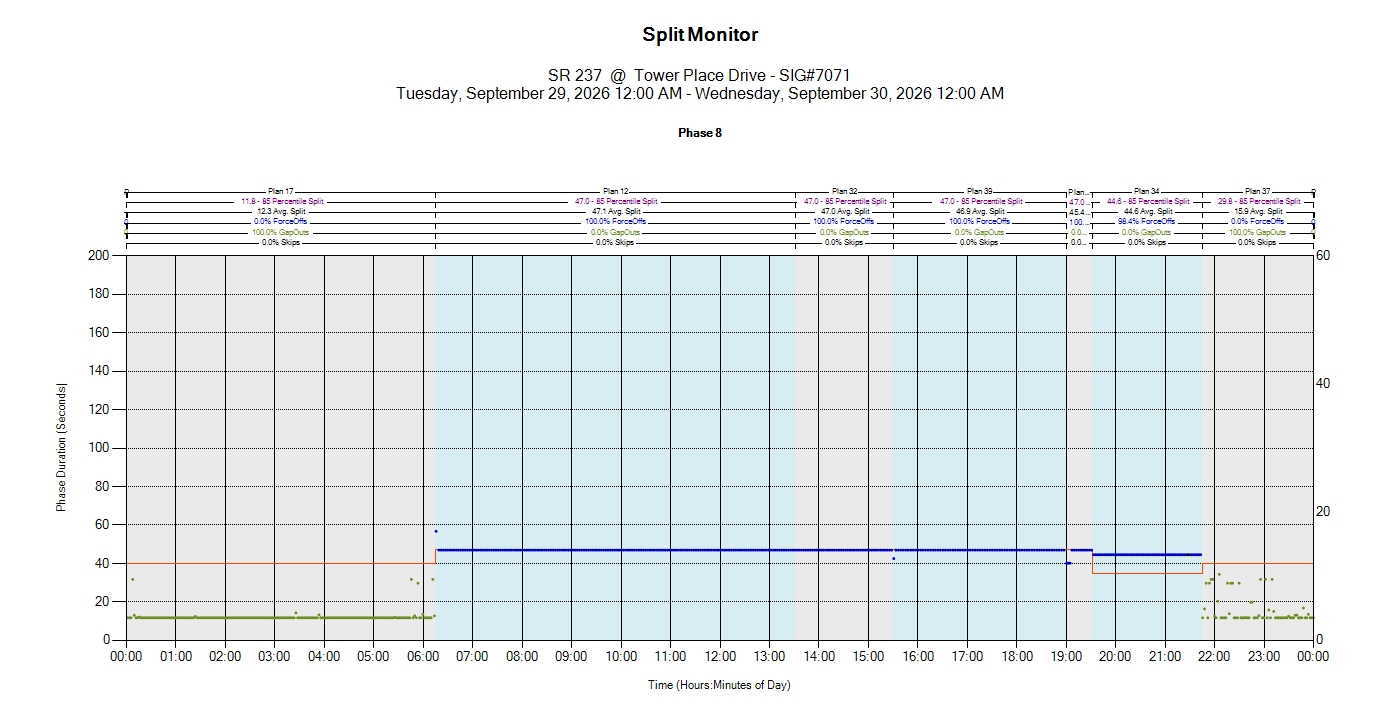 Split Monitor
SR 237 @ Tower Place Drive - SIG#7071
Tuesday, September 29, 2026 12:00 AM - Wednesday, September 30, 2026 12:00 AM
Phase 8
Plan 17 Plan 12 Plan 32 Plan 39 Plan... Plan 34 Plan 37
11.8 - 85 Percentile Split 47.0 - 85 Percentile Split 47.0 - 85 Percentile Split 47.0 - 85 Percentile Split 47.0 ... 44.6 - 85 Percentile Split 29.8 - 85 Percentile Split
12.3 Avg. Split 47.1 Avg. Split 47.0 Avg. Split 46.9 Avg. Split 45.4... 44.6 Avg. Split 15.9 Avg. Split
0.0% ForceOffs 100.0% ForceOffs 100.0% ForceOffs 100.0% ForceOffs 100... 98.4% ForceOffs 0.0% ForceOffs
100.0% GapOuts 0.0% GapOuts 0.0% GapOuts 0.0% GapOuts 0.0... 0.0% GapOuts 100.0% GapOuts
0.0% Skips 0.0% Skips 0.0% Skips 0.0% Skips 0.0... 0.0% Skips 0.0% Skips
200 60
180
160
140 40
120
100
80
60 20
40
20
0 0
Phase Duration (Seconds)
00:00 01:00 02:00 03:00 04:00 05:00 06:00 07:00 08:00 09:00 10:00 11:00 12:00 13:00 14:00 15:00 16:00 17:00 18:00 19:00 20:00 21:00 22:00 23:00 00:00
Time (Hours:Minutes of Day)